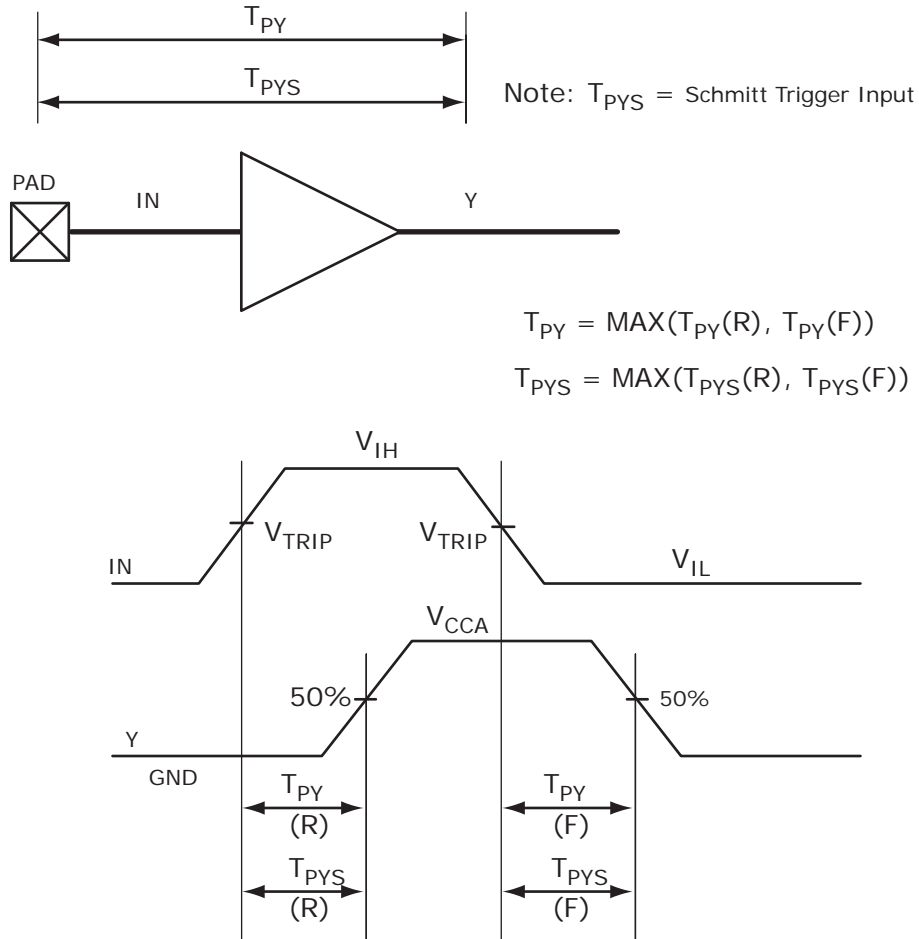 T_PY
T_PYS
Note: T_PYS = Schmitt Trigger Input
PAD
IN
Y
T_PY = MAX(T_PY(R), T_PY(F))
T_PYS = MAX(T_PYS(R), T_PYS(F))
V_IH
V_TRIP
V_TRIP
IN
V_IL
V_CCA
50%
50%
Y
GND
T_PY
(R)
T_PY
(F)
T_PYS
(R)
T_PYS
(F)